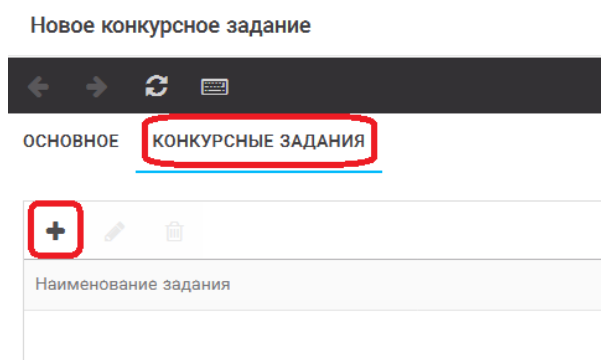 Новое конкурсное задание
ОСНОВНОЕ КОНКУРСНЫЕ ЗАДАНИЯ
Наименование задания